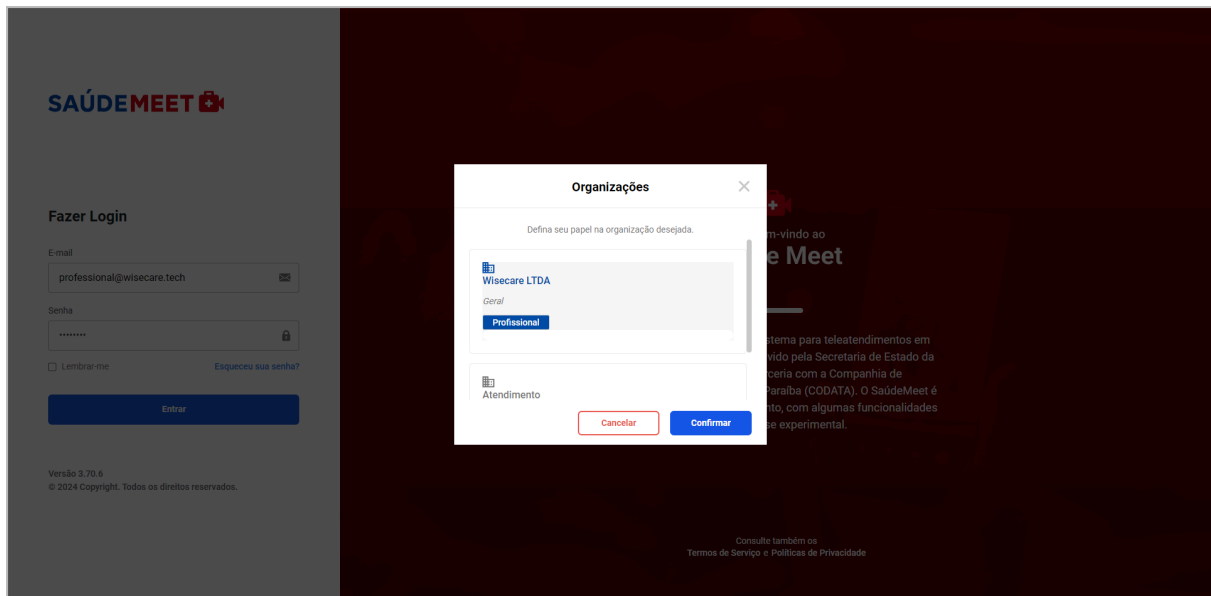 SAÚDEMEET
Fazer Login
E-mail
professional@wisecare.tech
Senha
········
Lembrar-me
Esqueceu sua senha?
Entrar
Versão 3.70.6
© 2024 Copyright. Todos os direitos reservados.
Organizações
Defina seu papel na organização desejada.
Wisecare LTDA
Geral
Profissional
Atendimento
Cancelar
Confirmar
m-vindo ao
e Meet
stema para teleatendimentos em
vido pela Secretaria de Estado da
rceria com a Companhia de
Paraíba (CODATA). O SaúdeMeet é
nto, com algumas funcionalidades
se experimental.
Consulte também os
Termos de Serviço e Políticas de Privacidade